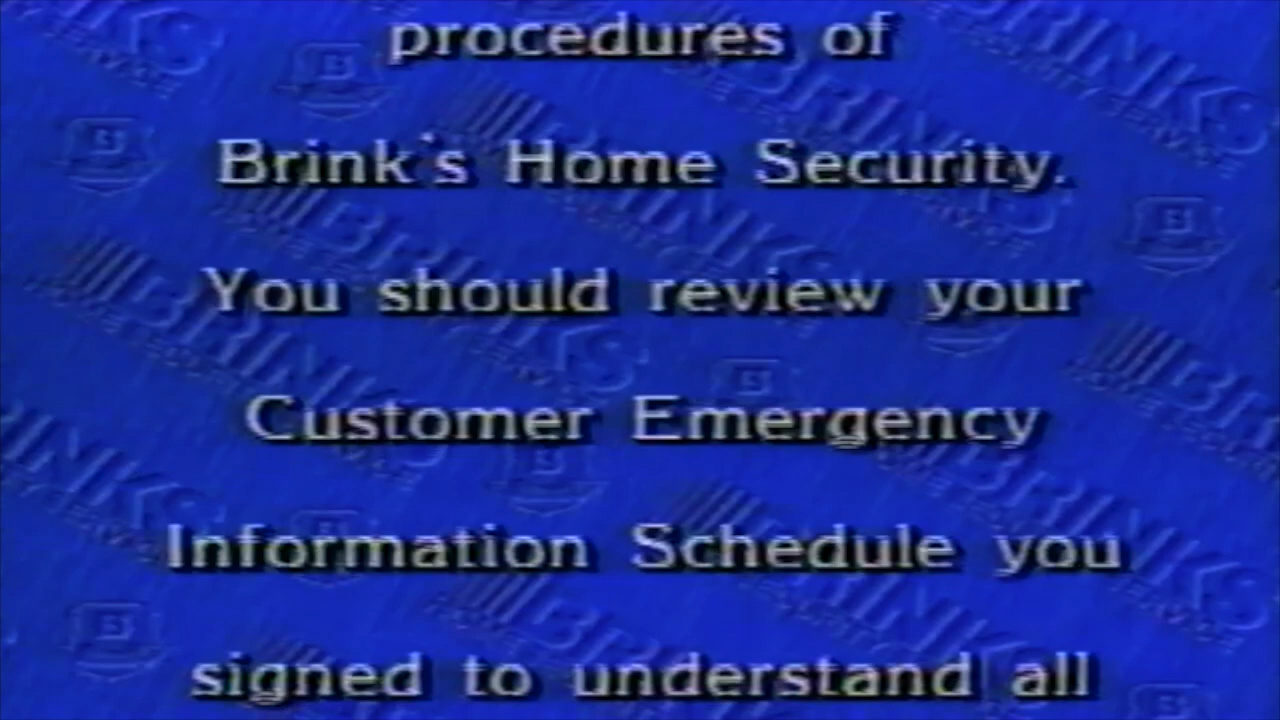 procedures of
Brink's Home Security.
You should review your
Customer Emergency
Information Schedule you
signed to understand all